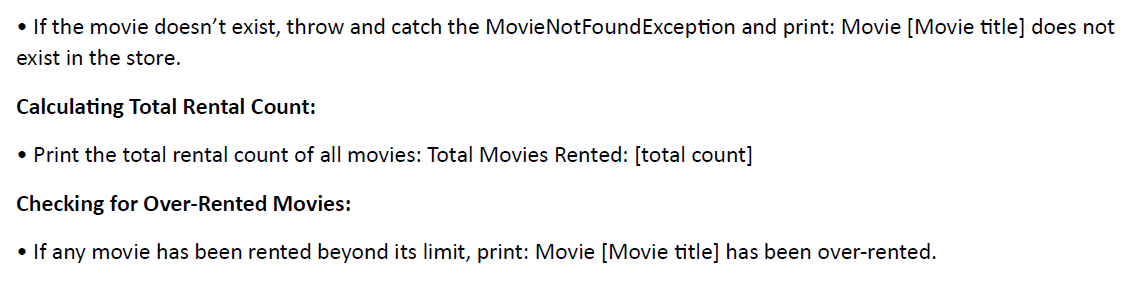 • If the movie doesn’t exist, throw and catch the MovieNotFoundException and print: Movie [Movie title] does not
exist in the store.
Calculating Total Rental Count:
• Print the total rental count of all movies: Total Movies Rented: [total count]
Checking for Over-Rented Movies:
• If any movie has been rented beyond its limit, print: Movie [Movie title] has been over-rented.